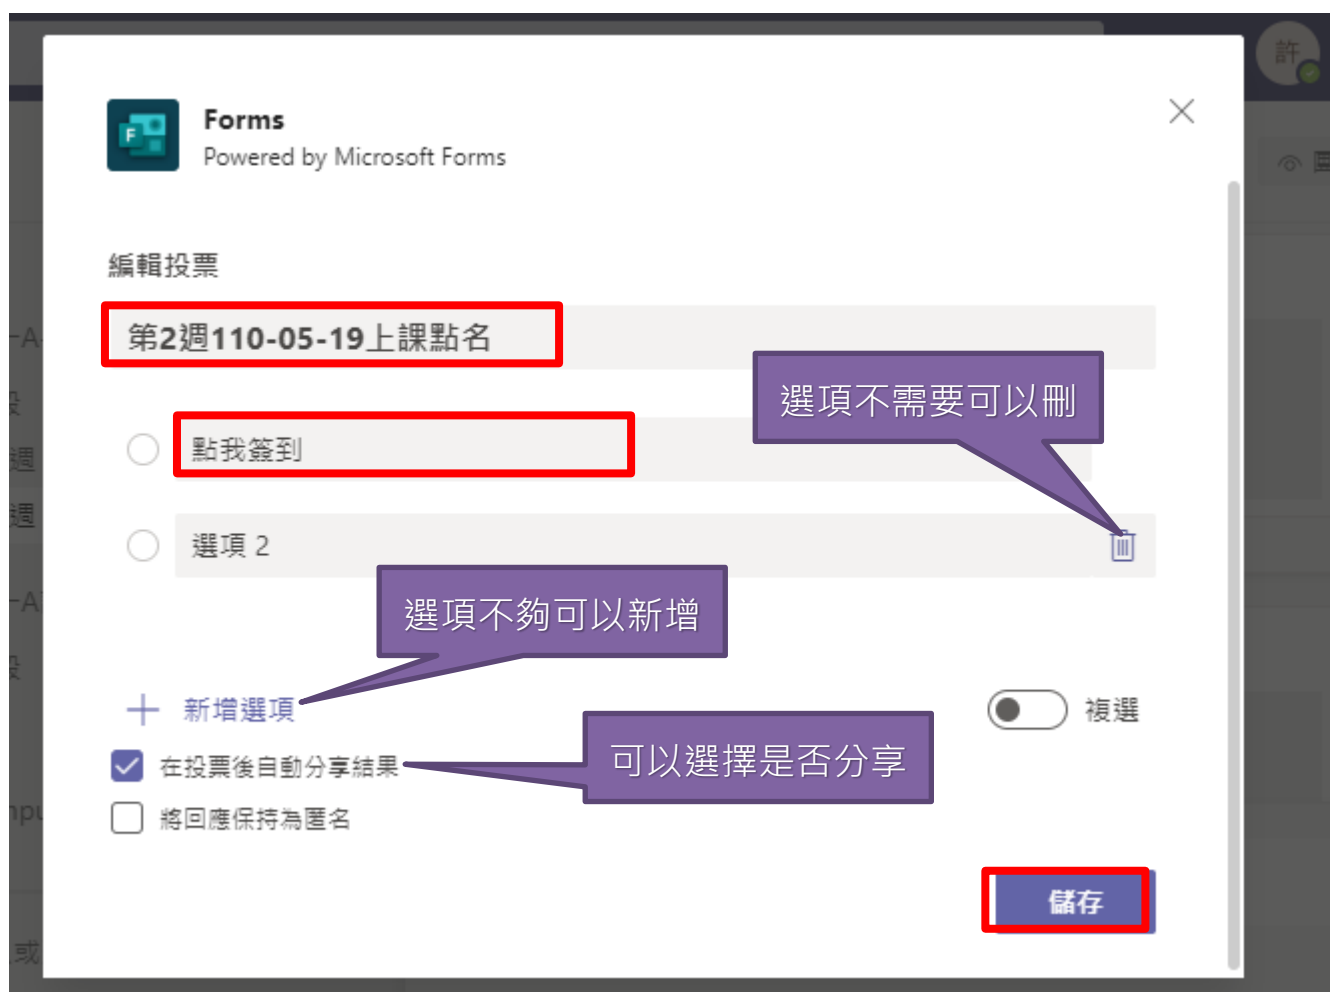 許
Forms
Powered by Microsoft Forms
編輯投票
第2週110-05-19上課點名
選項不需要可以刪
點我簽到
選項 2
選項不夠可以新增
新增選項
複選
可以選擇是否分享
在投票後自動分享結果
將回應保持為匿名
儲存
-A
週
週
-A
或